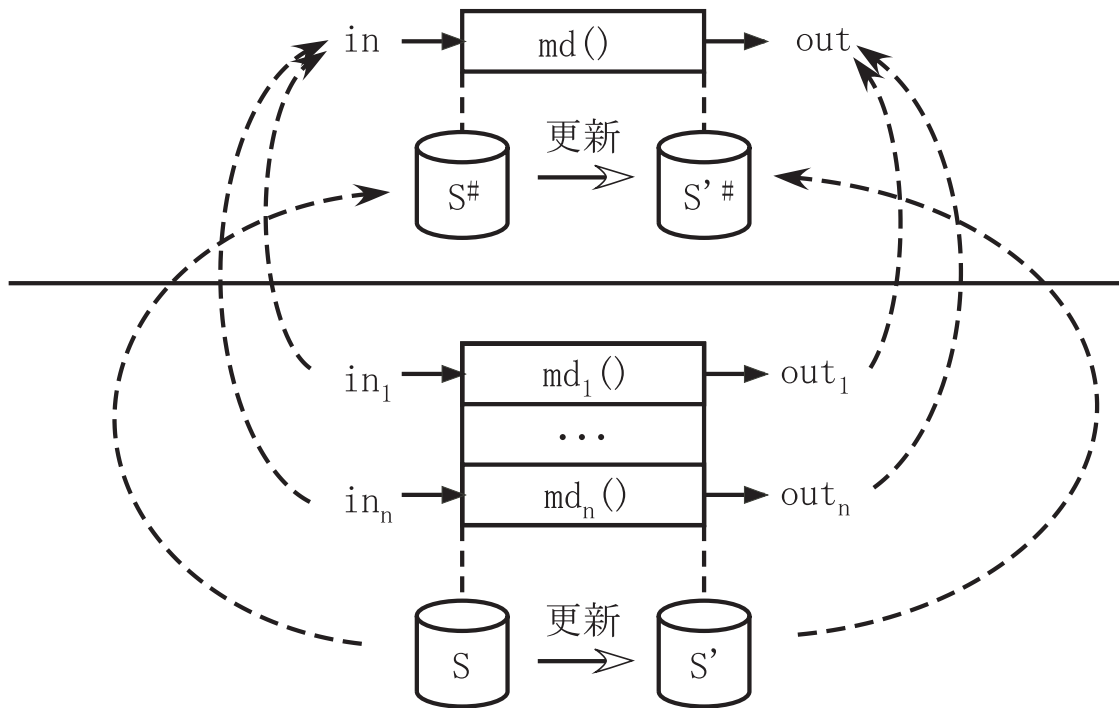 in md() out
更新
S# S'#
in1 md1() out1
...
inn mdn() outn
更新
S S'